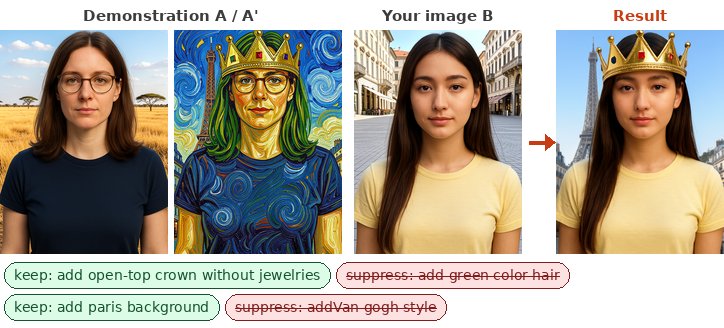 Demonstration A / A'
Your image B
Result
keep: add open-top crown without jewelries
suppress: add green color hair
keep: add paris background
suppress: addVan gogh style